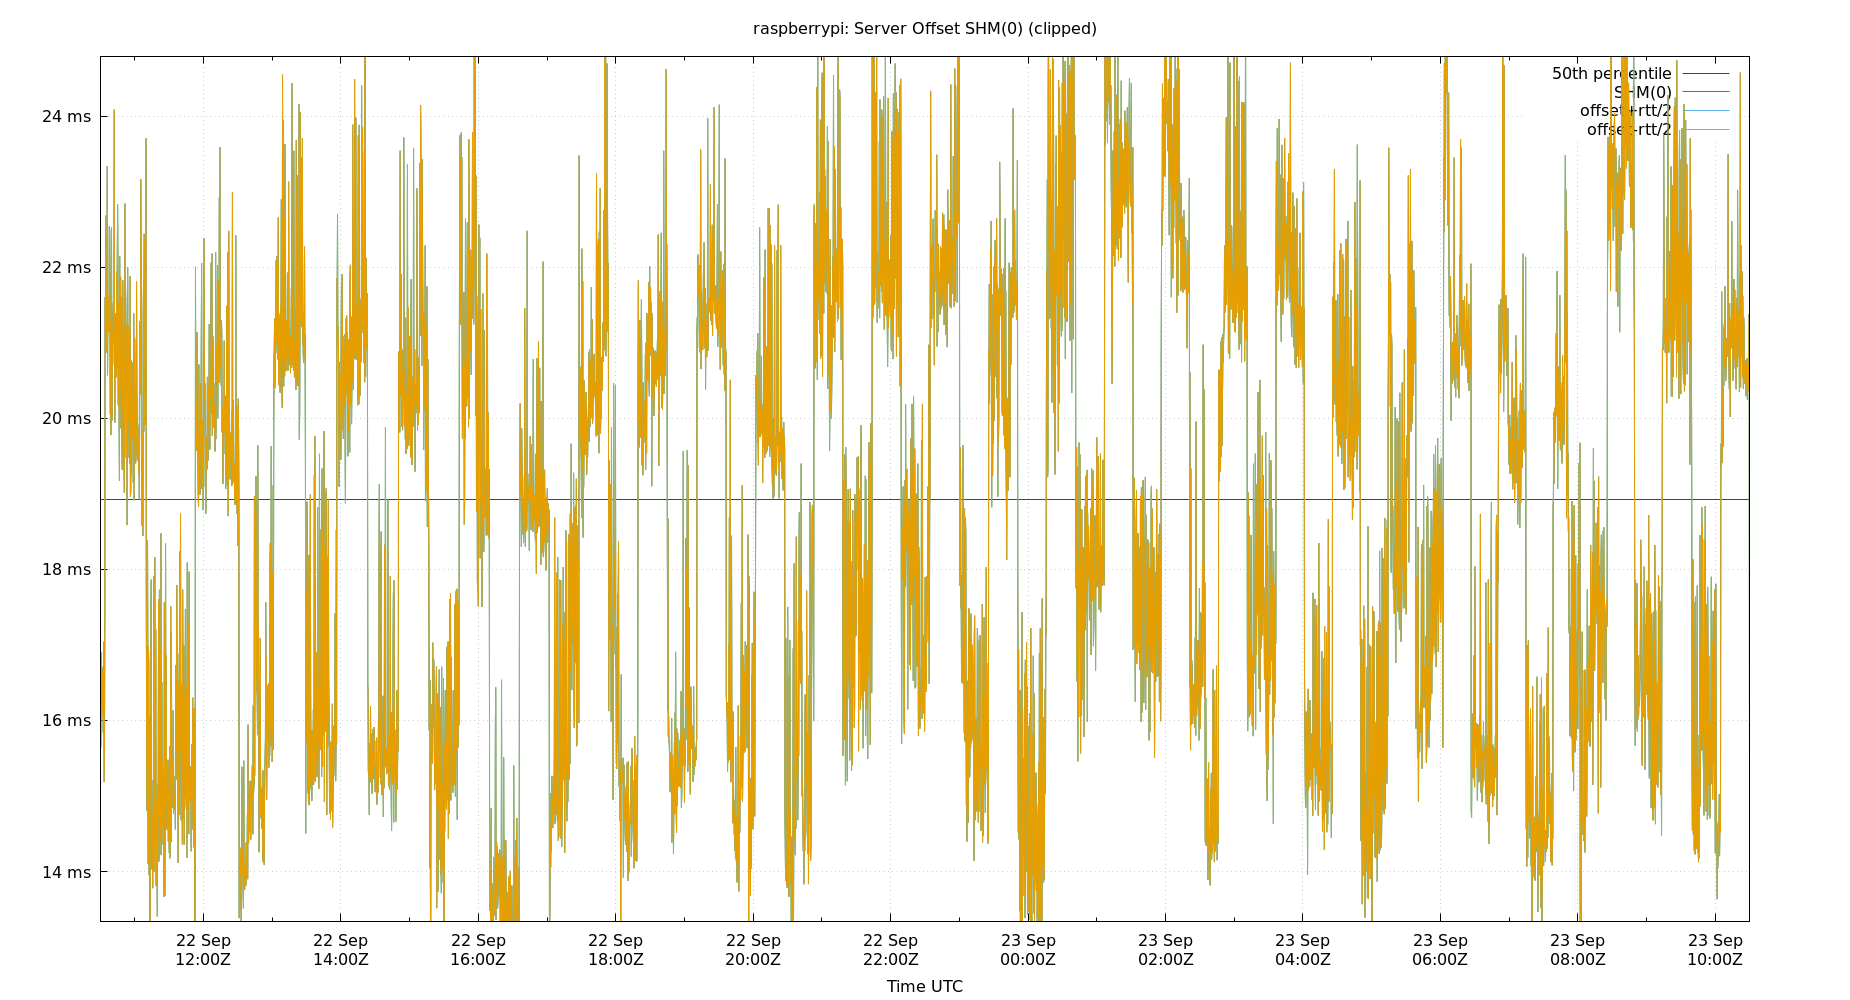 raspberrypi: Server Offset SHM(0) (clipped)
50th percentile
SHM(0)
offset+rtt/2
offset-rtt/2
24 ms
22 ms
20 ms
18 ms
16 ms
14 ms
22 Sep 22 Sep 22 Sep 22 Sep 22 Sep 22 Sep 23 Sep 23 Sep 23 Sep 23 Sep 23 Sep 23 Sep
12:00Z 14:00Z 16:00Z 18:00Z 20:00Z 22:00Z 00:00Z 02:00Z 04:00Z 06:00Z 08:00Z 10:00Z
Time UTC